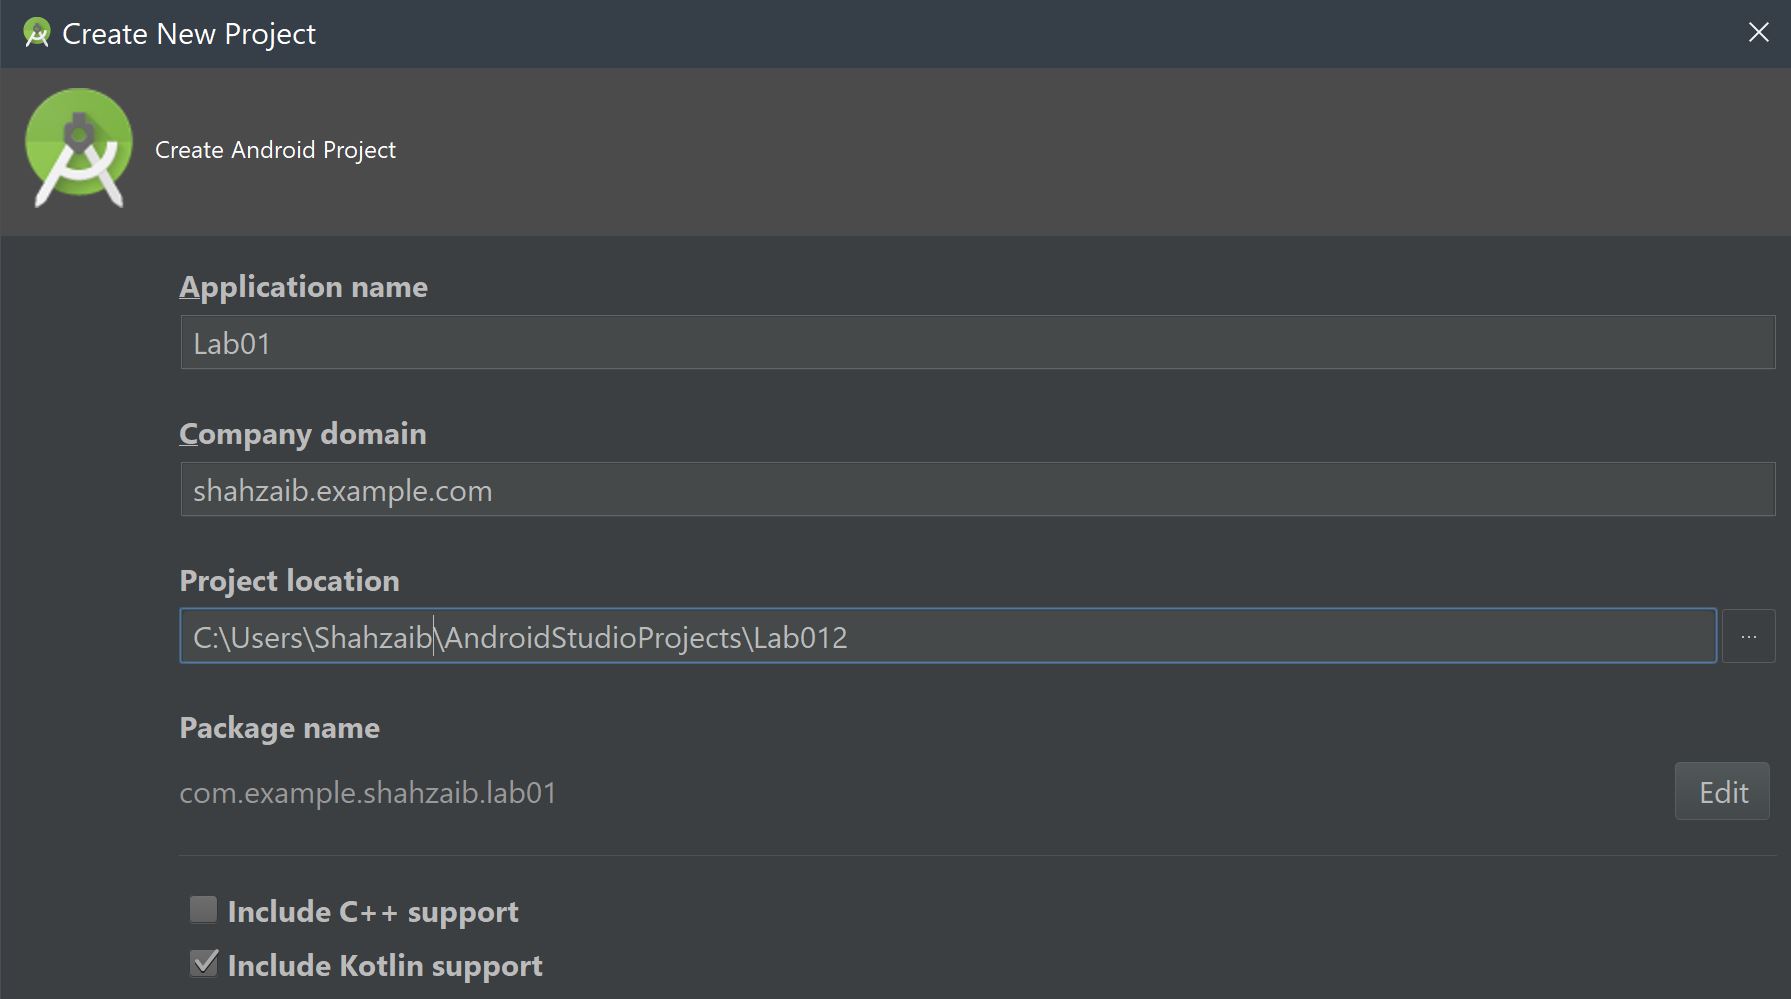 Create New Project
Create Android Project
Application name
Lab01
Company domain
shahzaib.example.com
Project location
C:\Users\Shahzaib\AndroidStudioProjects\Lab012
...
Package name
com.example.shahzaib.lab01
Edit
Include C++ support
Include Kotlin support